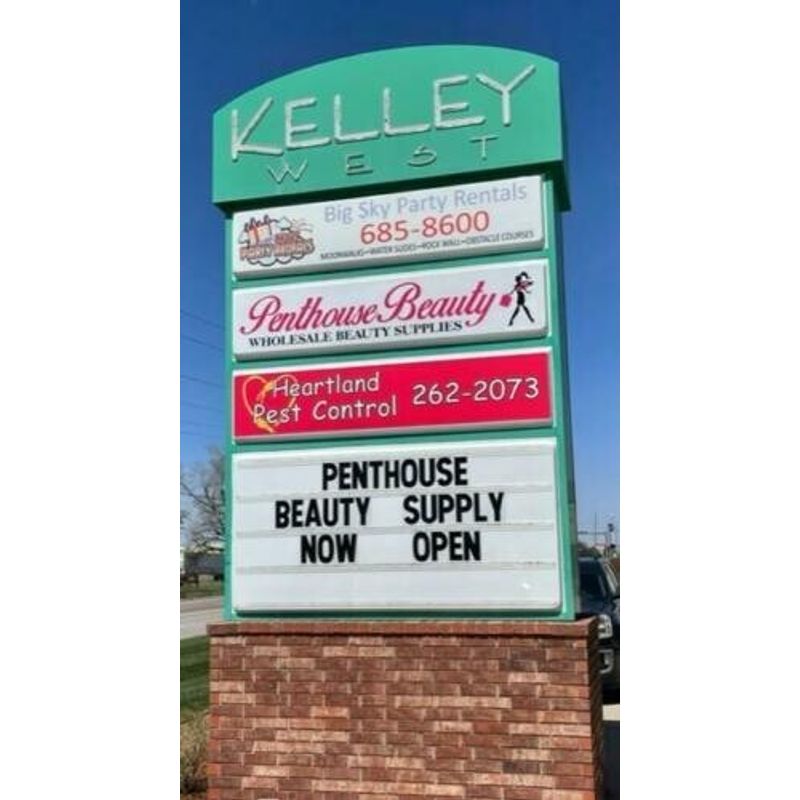 KELLEY
WEST
Big Sky Party Rentals
685-8600
MOONWALKS-WATER SLIDES-ROCK WALL-OBSTACLE COURSES
Penthouse Beauty
WHOLESALE BEAUTY SUPPLIES
Heartland
Pest Control
262-2073
PENTHOUSE
BEAUTY SUPPLY
NOW OPEN